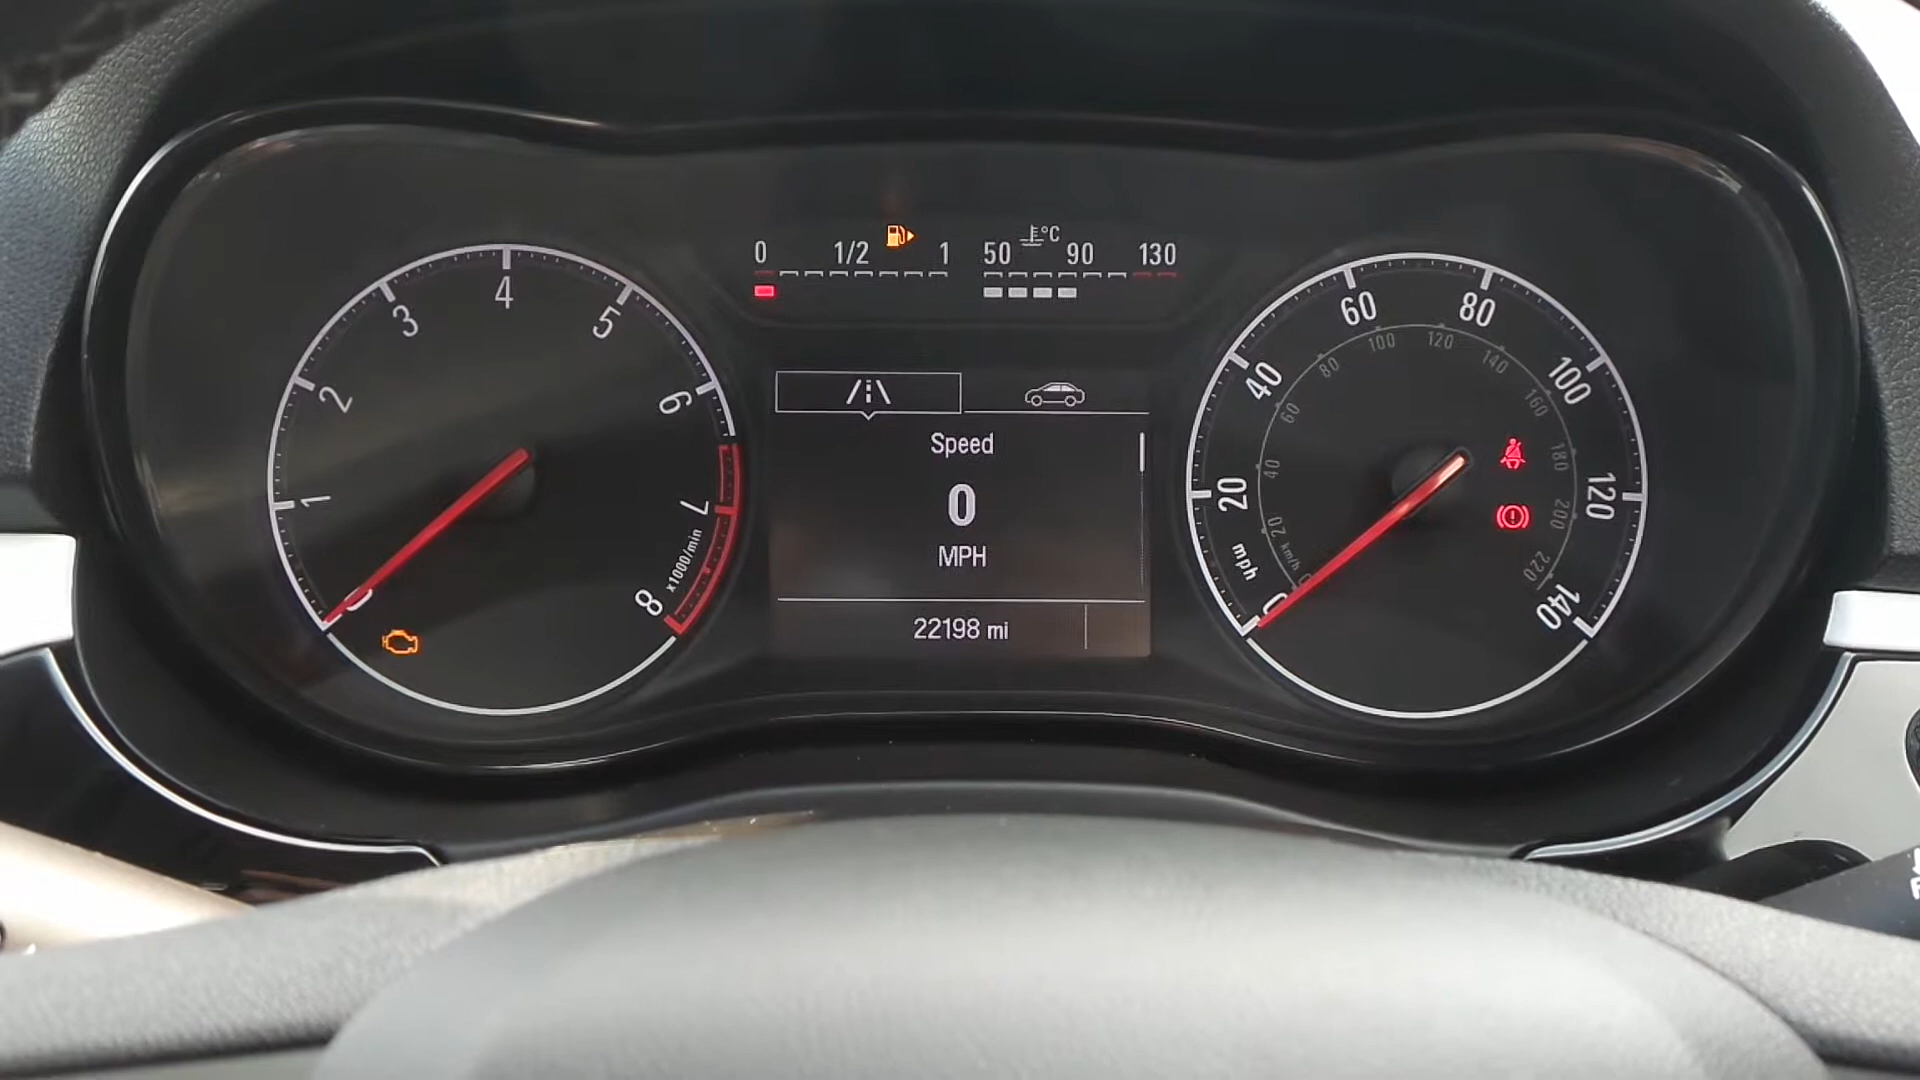 0 1/2 1
50 °C 90 130
1 2 3 4 5 6 7 8
x1000/min
Speed
0
MPH
22198 mi
0 20 40 60 80 100 120 140
mph
0 20 40 60 80 100 120 140 160 180 200 220
km/h